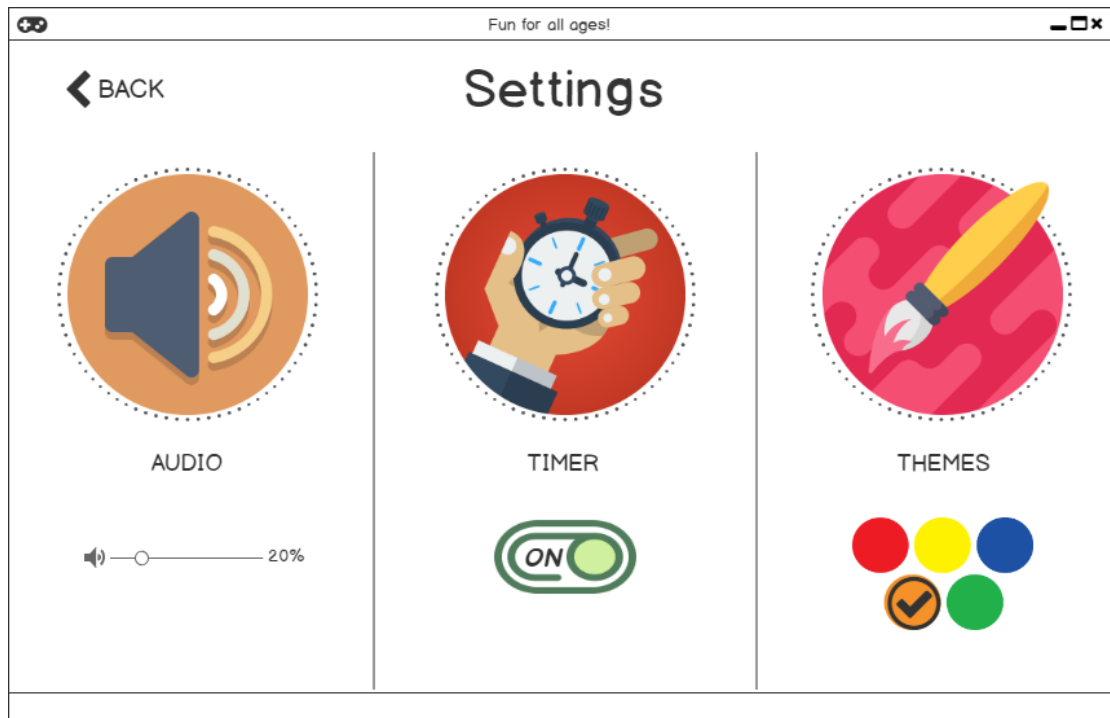 Fun for all ages!
BACK
Settings
AUDIO
TIMER
THEMES
20%
ON